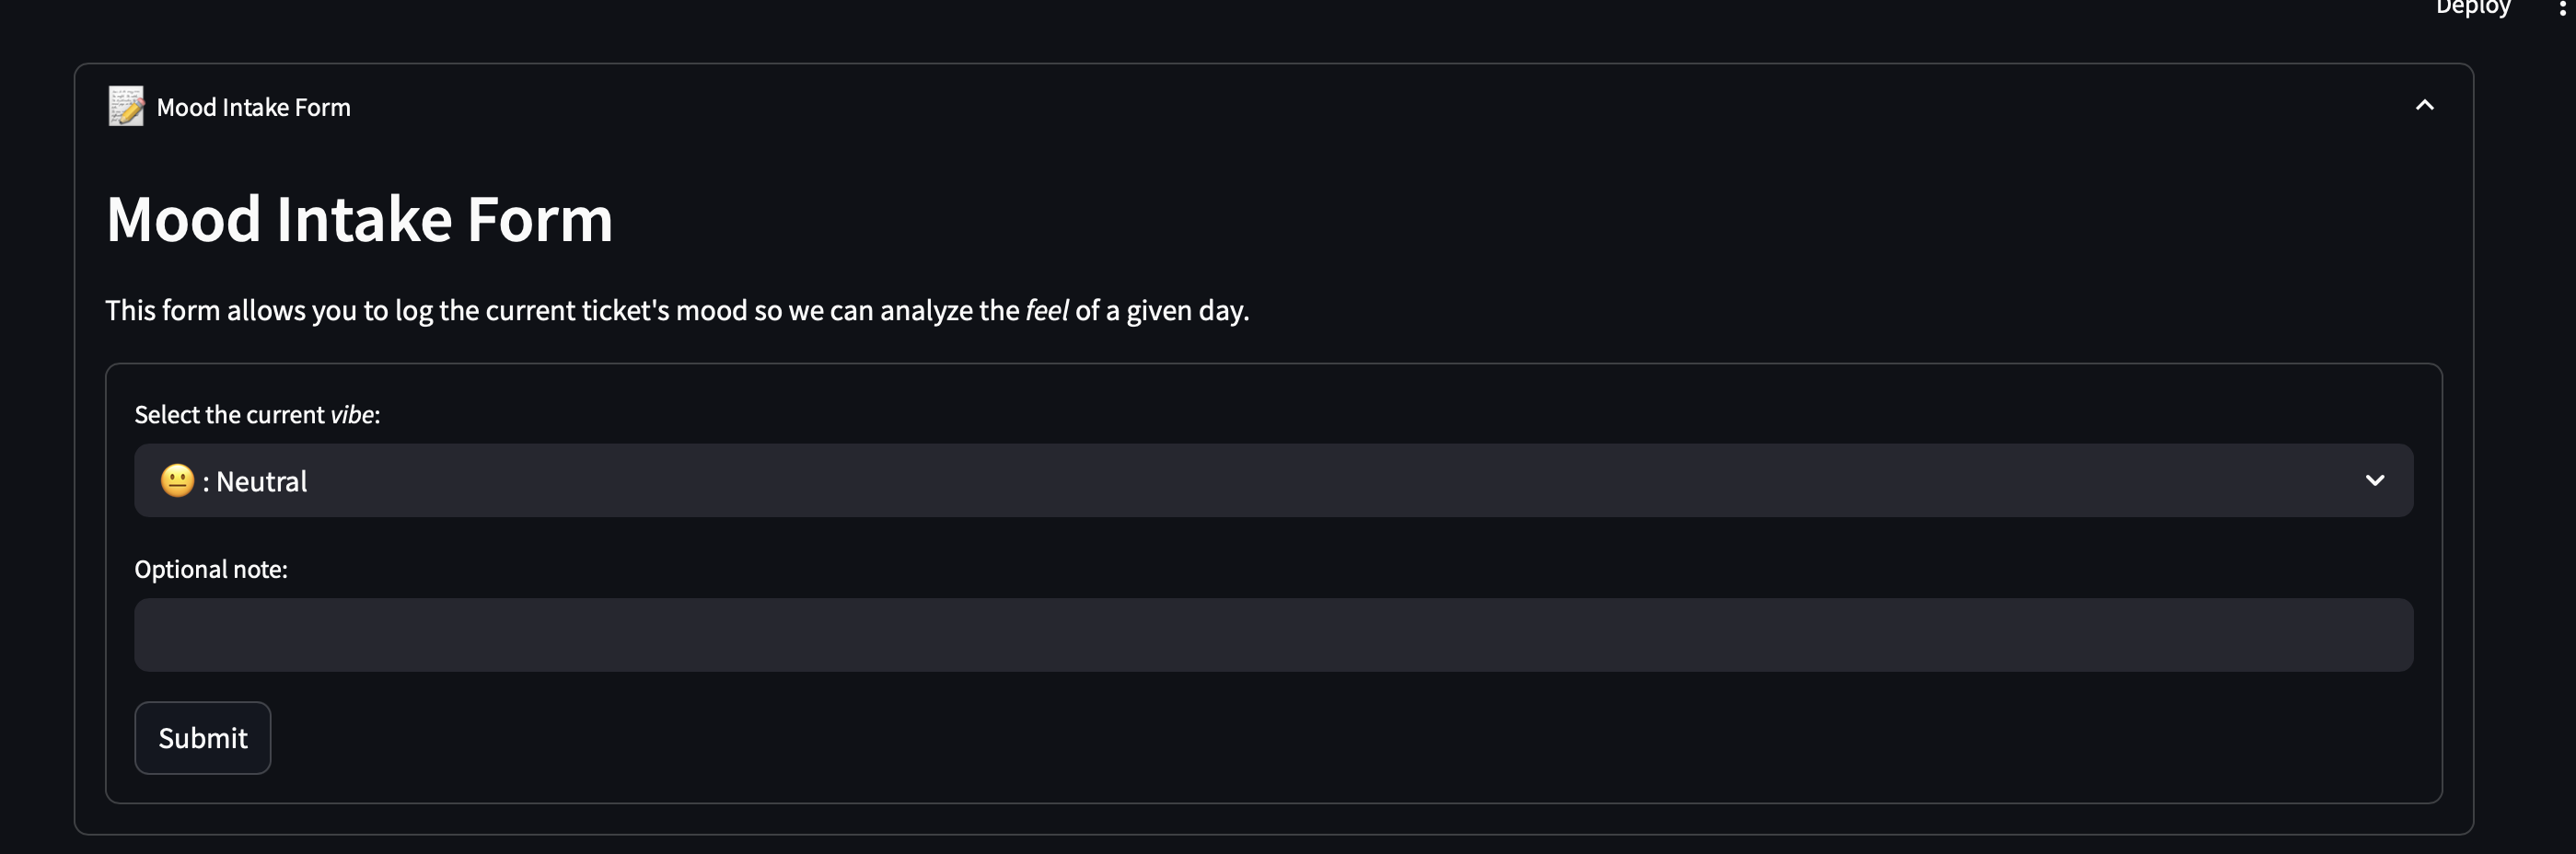 Deploy
Mood Intake Form
Mood Intake Form
This form allows you to log the current ticket's mood so we can analyze the feel of a given day.
Select the current vibe:
😐 : Neutral
Optional note:
Submit